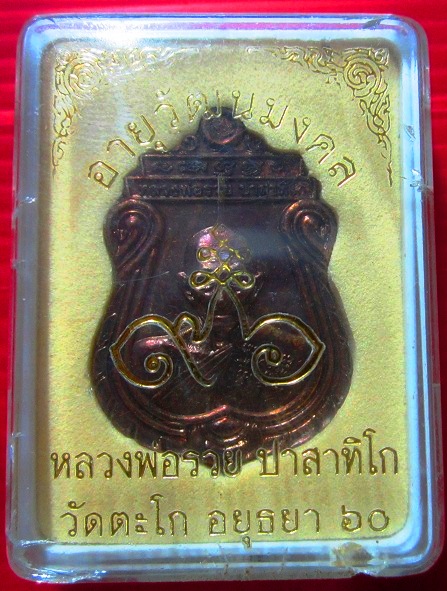 อายุวัฒนมงคล
หลวงพ่อรวย ปาสาทิโก
วัดตะโก อยุธยา ๖๐